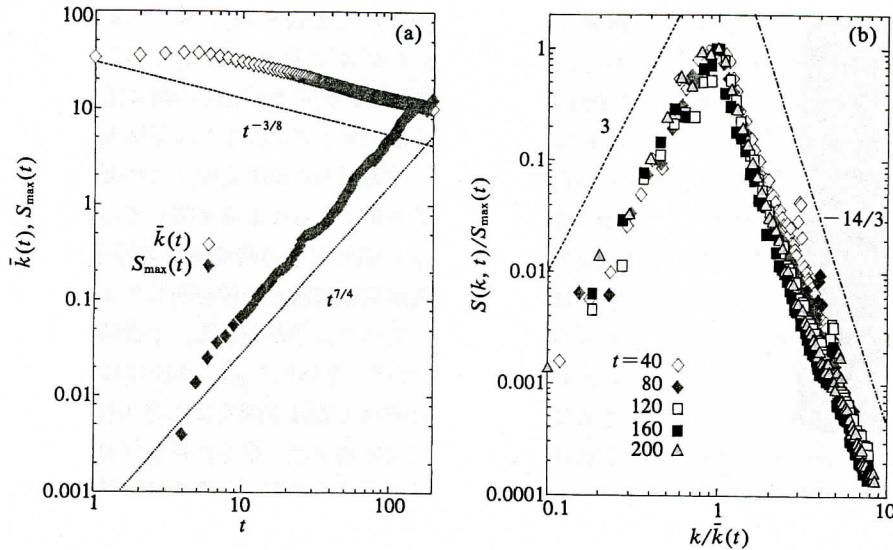 (a)
100
10
1
0.1
0.01
0.001
k̄(t), S_max(t)
t^{-3/8}
◇ k̄(t)
◆ S_max(t)
t^{7/4}
1
10
100
t
(b)
1
0.1
0.01
0.001
0.0001
S(k, t)/S_max(t)
3
—14/3
t=40 ◇
80 ◆
120 □
160 ■
200 △
0.1
1
10
k/k̄(t)